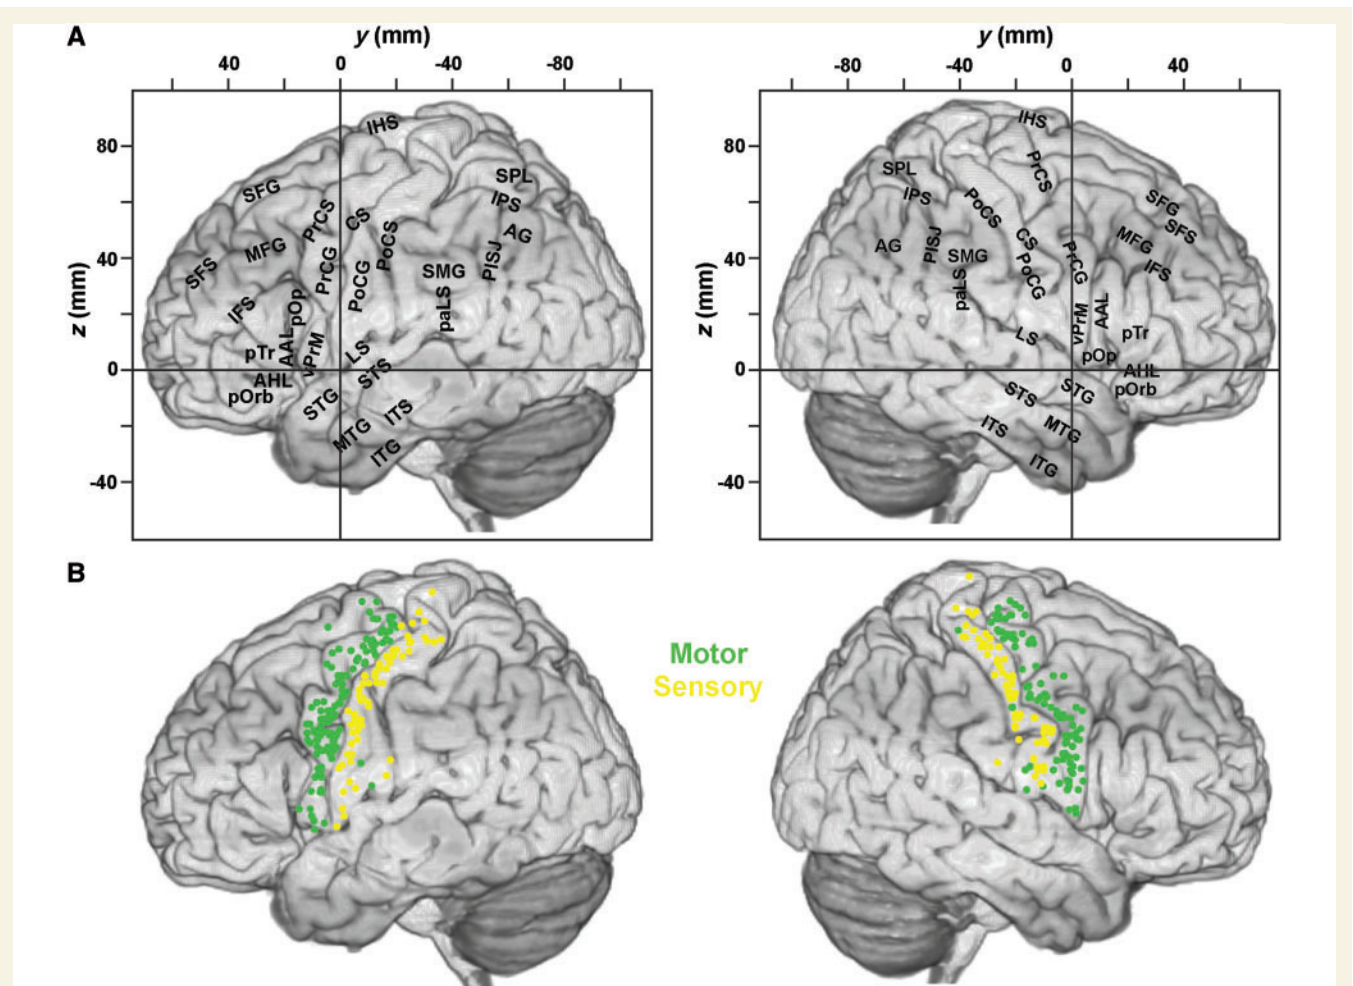 A
y (mm)
y (mm)
40 0 -40 -80
-80 -40 0 40
80
40
0
-40
z (mm)
IHS
SFG
SPL
IPS
PrCS
CS
PoCS
AG
MFG
SFS
PrCG
PoCG
SMG
PISJ
IFS
pOp
paLS
pTr
AAL
vPrM
LS
AHL
STS
pOrb
STG
ITS
MTG
ITG
80
40
0
-40
z (mm)
IHS
SPL
PrCS
IPS
PoCS
SFG
SFS
AG
PISJ
SMG
CS
PrCG
MFG
IFS
PoCG
paLS
AAL
vPrM
LS
pTr
pOp
AHL
STS
STG
pOrb
ITS
MTG
ITG
B
Motor
Sensory